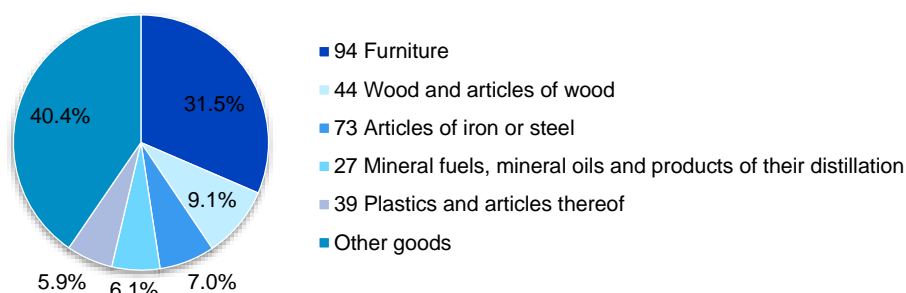 31.5%
9.1%
7.0%
6.1%
5.9%
40.4%
94 Furniture
44 Wood and articles of wood
73 Articles of iron or steel
27 Mineral fuels, mineral oils and products of their distillation
39 Plastics and articles thereof
Other goods